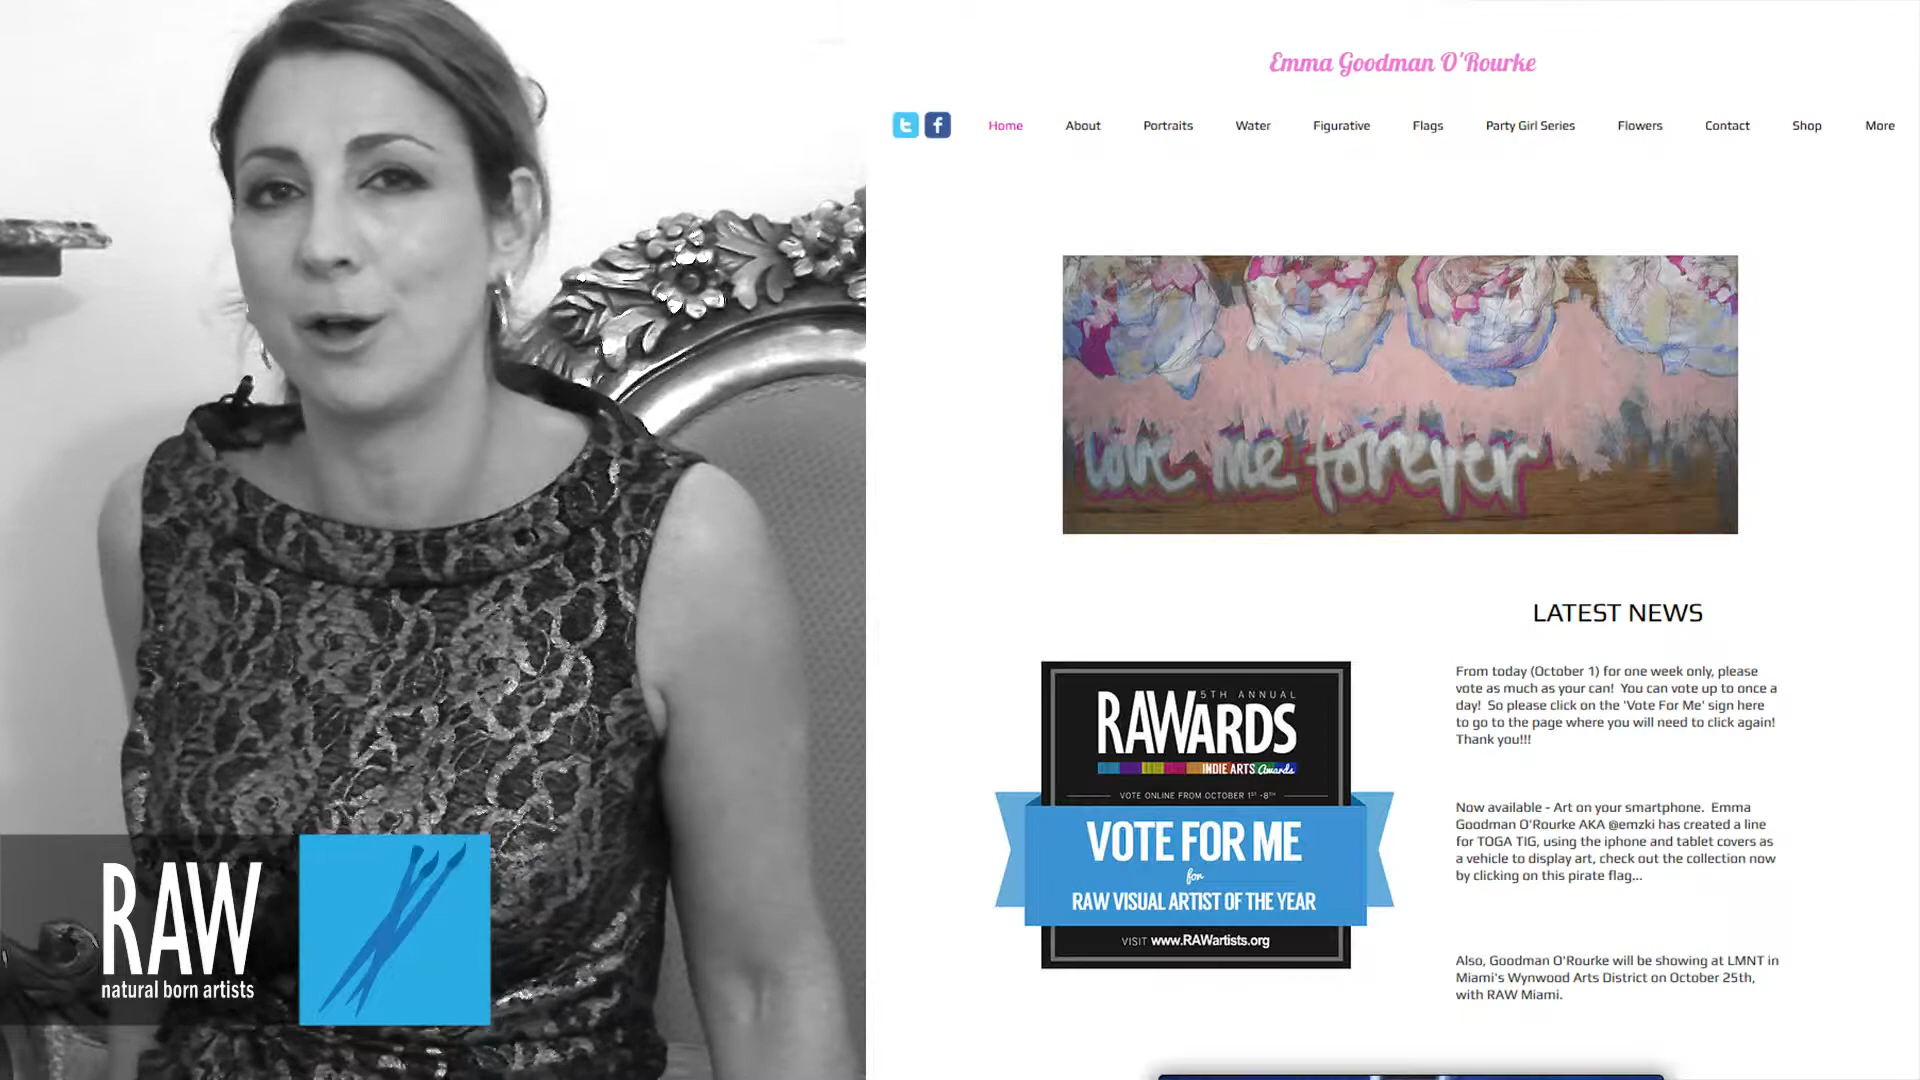 Emma Goodman O'Rourke
Home About Portraits Water Figurative Flags Party Girl Series Flowers Contact Shop More
love me forever
LATEST NEWS
From today (October 1) for one week only, please
vote as much as your can! You can vote up to once a
day! So please click on the 'Vote For Me' sign here
to go to the page where you will need to click again!
Thank you!!!
5TH ANNUAL
RAWARDS
INDIE ARTS Awards
VOTE ONLINE FROM OCTOBER 1ST -8TH
VOTE FOR ME
for
RAW VISUAL ARTIST OF THE YEAR
VISIT www.RAWartists.org
Now available - Art on your smartphone. Emma
Goodman O'Rourke AKA @emzki has created a line
for TOGA TIG, using the iphone and tablet covers as
a vehicle to display art, check out the collection now
by clicking on this pirate flag...
Also, Goodman O'Rourke will be showing at LMNT in
Miami's Wynwood Arts District on October 25th,
with RAW Miami.
RAW
natural born artists